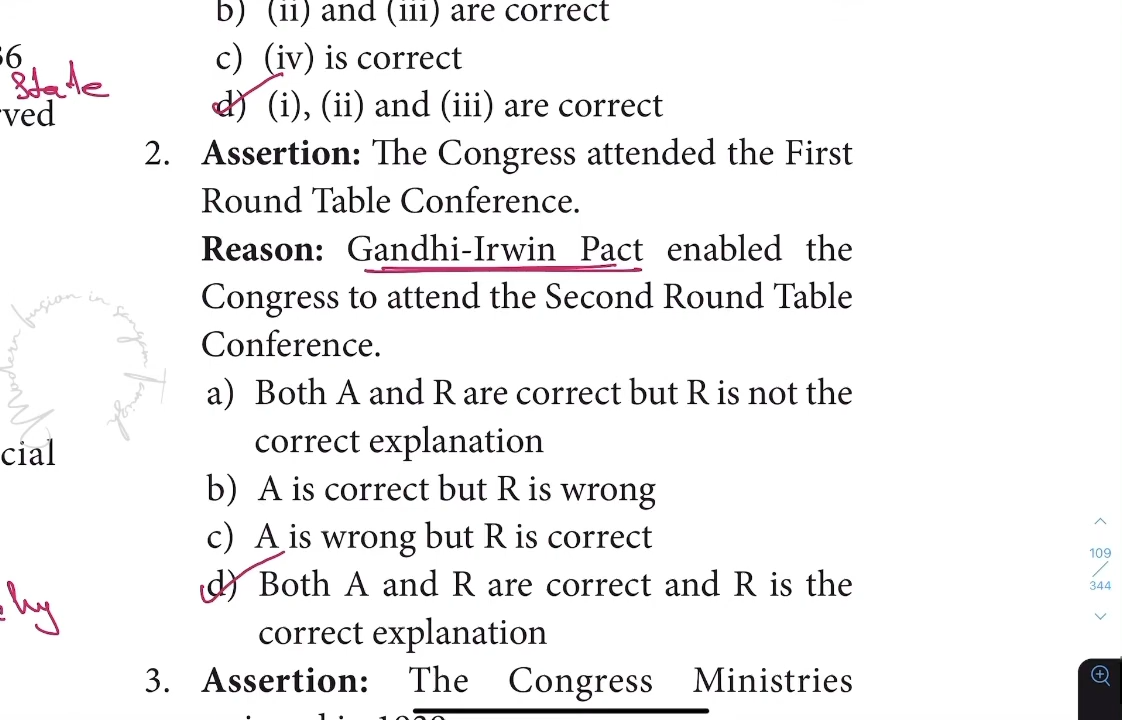 b) (ii) and (iii) are correct
36
c) (iv) is correct
State
ved
d) (i), (ii) and (iii) are correct
2. Assertion: The Congress attended the First
Round Table Conference.
Reason: Gandhi-Irwin Pact enabled the
Congress to attend the Second Round Table
Conference.
Modern fusion in sangam
a) Both A and R are correct but R is not the
correct explanation
cial
b) A is correct but R is wrong
c) A is wrong but R is correct
109
344
d) Both A and R are correct and R is the
correct explanation
3. Assertion: The Congress Ministries